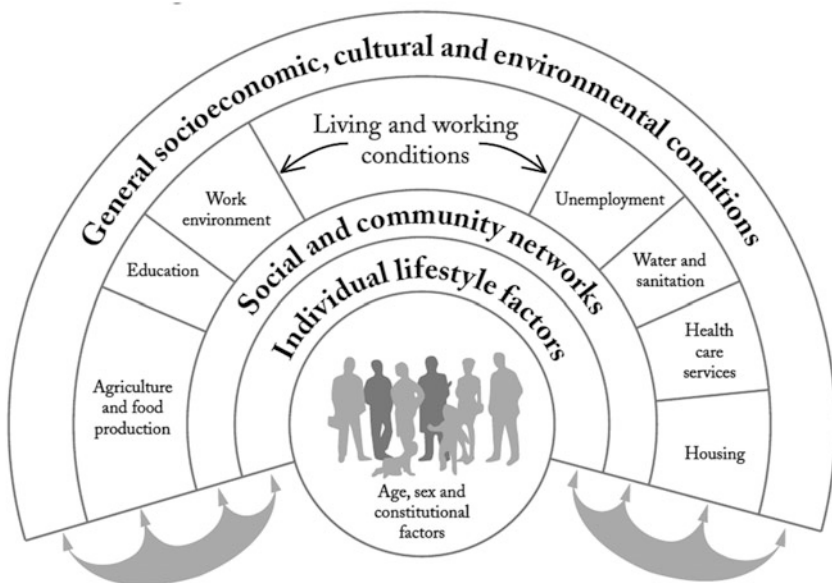 General socioeconomic, cultural and environmental conditions
Living and working
conditions
Work
environment
Unemployment
Education
Water and
sanitation
Agriculture
and food
production
Health
care
services
Housing
Social and community networks
Individual lifestyle factors
Age, sex and
constitutional
factors